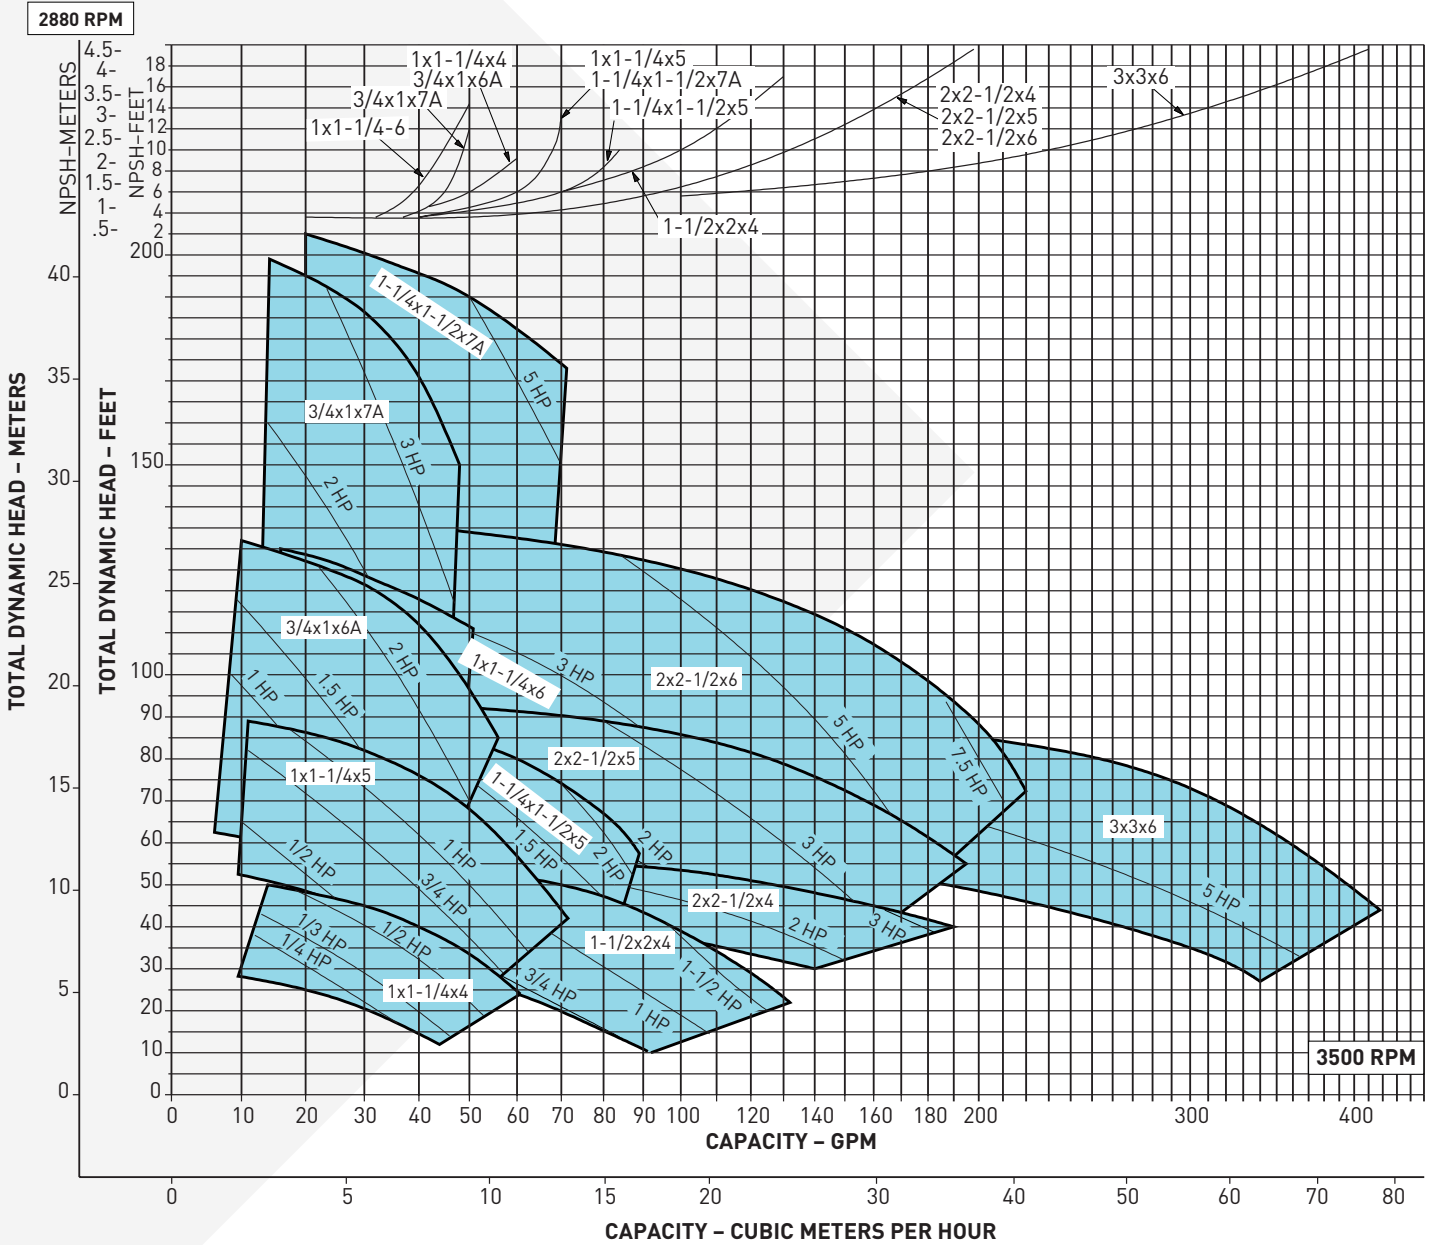 2880 RPM
NPSH–METERS
4.5-
4-
3.5-
3-
2.5-
2-
1.5-
1-
.5-
NPSH–FEET
18
16
14
12
10
8
6
4
2
1x1-1/4x4
3/4x1x6A
3/4x1x7A
1x1-1/4-6
1x1-1/4x5
1-1/4x1-1/2x7A
1-1/4x1-1/2x5
2x2-1/2x4
2x2-1/2x5
2x2-1/2x6
3x3x6
1-1/2x2x4
TOTAL DYNAMIC HEAD – METERS
40
35
30
25
20
15
10
5
0
TOTAL DYNAMIC HEAD – FEET
200
150
100
90
80
70
60
50
40
30
20
10
0
1-1/4x1-1/2x7A
5 HP
3/4x1x7A
3 HP
2 HP
3/4x1x6A
2 HP
1.5 HP
1 HP
1x1-1/4x6
3 HP
2x2-1/2x6
5 HP
7.5 HP
2x2-1/2x5
1x1-1/4x5
1-1/4x1-1/2x5
1.5 HP
2 HP
2 HP
3 HP
3x3x6
5 HP
1/2 HP
1 HP
3/4 HP
2x2-1/2x4
2 HP
3 HP
1/3 HP
1/4 HP
1/2 HP
1-1/2x2x4
1-1/2 HP
3/4 HP
1 HP
1x1-1/4x4
3500 RPM
0 10 20 30 40 50 60 70 80 90 100 120 140 160 180 200 300 400
CAPACITY – GPM
0 5 10 15 20 30 40 50 60 70 80
CAPACITY – CUBIC METERS PER HOUR